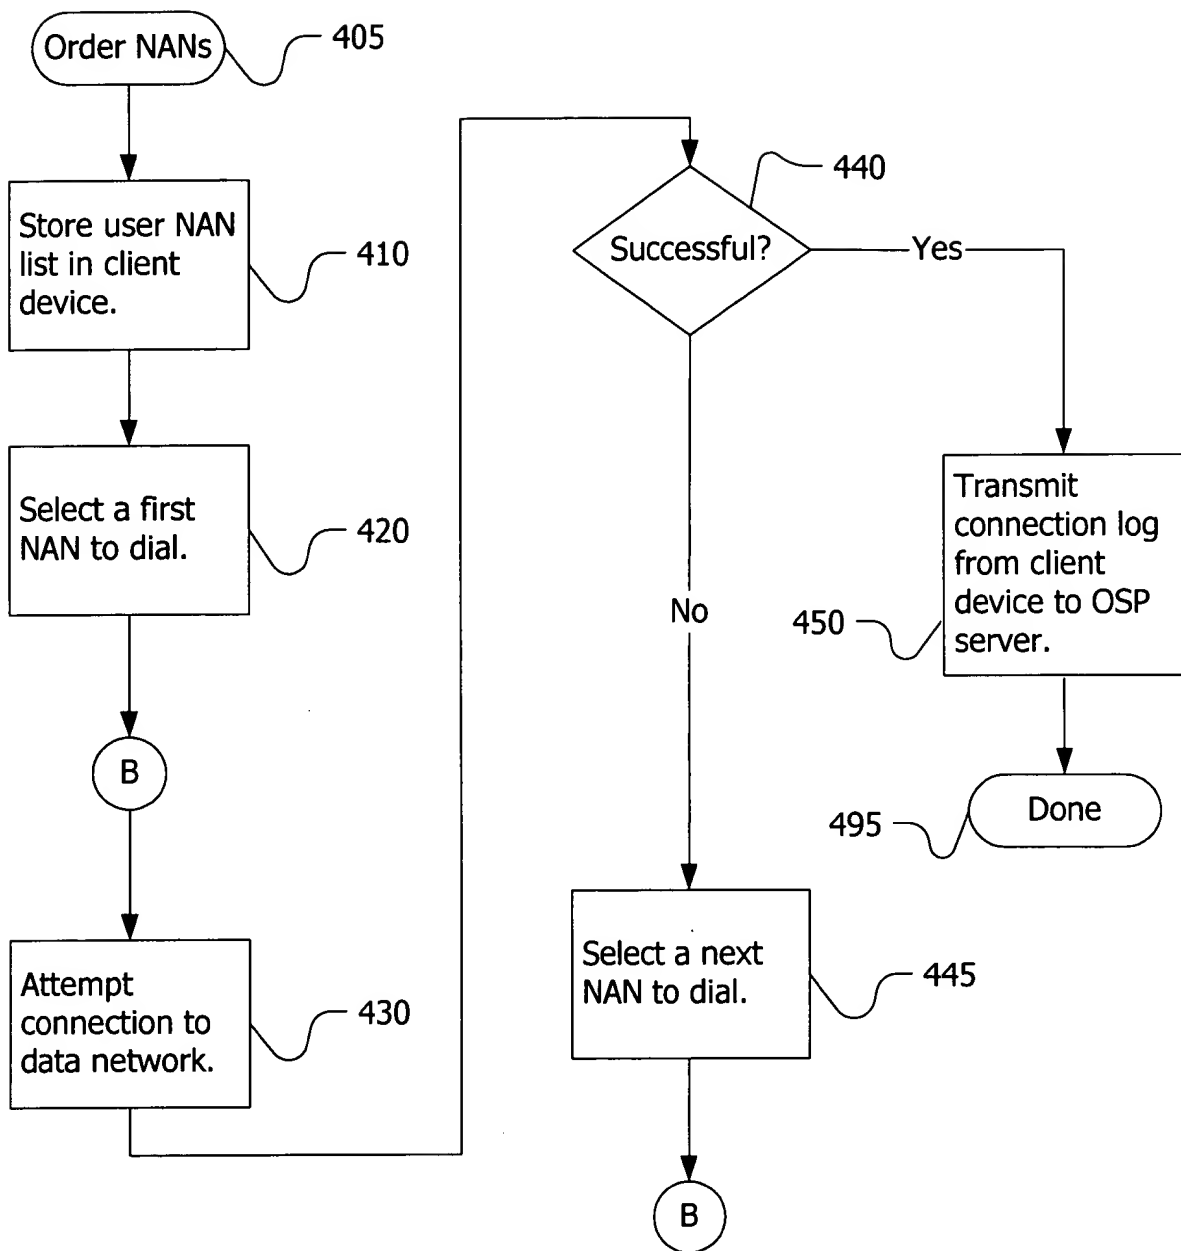 Order NANs
405
Store user NAN
list in client
device.
410
Select a first
NAN to dial.
420
B
Attempt
connection to
data network.
430
Successful?
440
Yes
No
Transmit
connection log
from client
device to OSP
server.
450
Done
495
Select a next
NAN to dial.
445
B